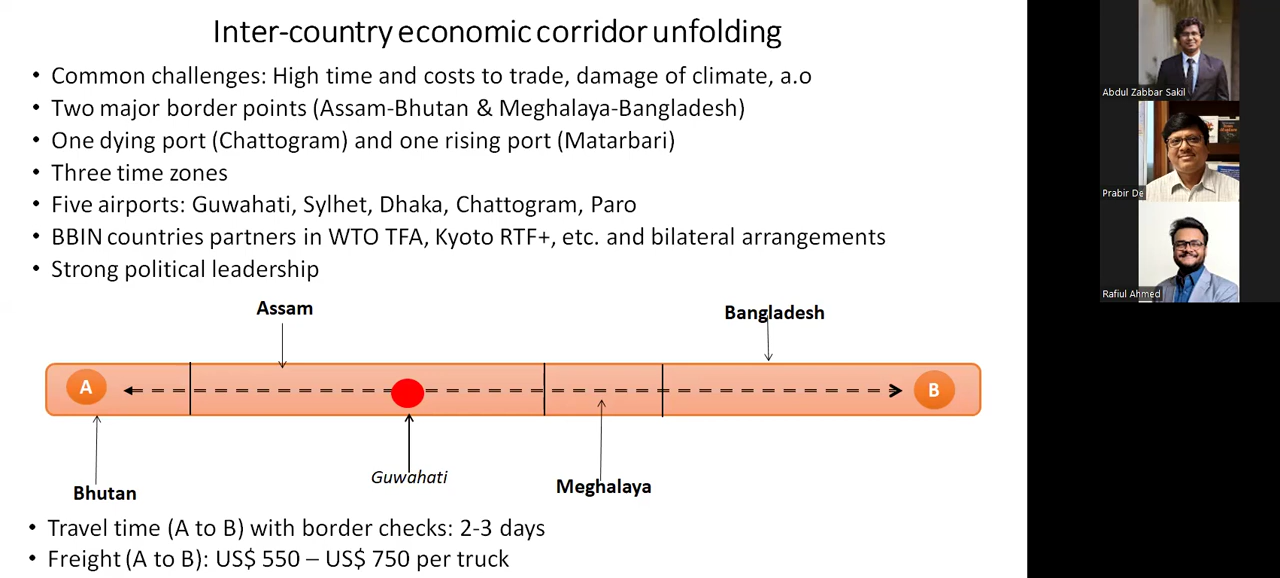 Inter-country economic corridor unfolding
• Common challenges: High time and costs to trade, damage of climate, a.o
• Two major border points (Assam-Bhutan & Meghalaya-Bangladesh)
• One dying port (Chattogram) and one rising port (Matarbari)
• Three time zones
• Five airports: Guwahati, Sylhet, Dhaka, Chattogram, Paro
• BBIN countries partners in WTO TFA, Kyoto RTF+, etc. and bilateral arrangements
• Strong political leadership
Assam
Bangladesh
A
B
Guwahati
Bhutan
Meghalaya
• Travel time (A to B) with border checks: 2-3 days
• Freight (A to B): US$ 550 – US$ 750 per truck
Abdul Zabbar Sakil
Prabir De
Rafiul Ahmed